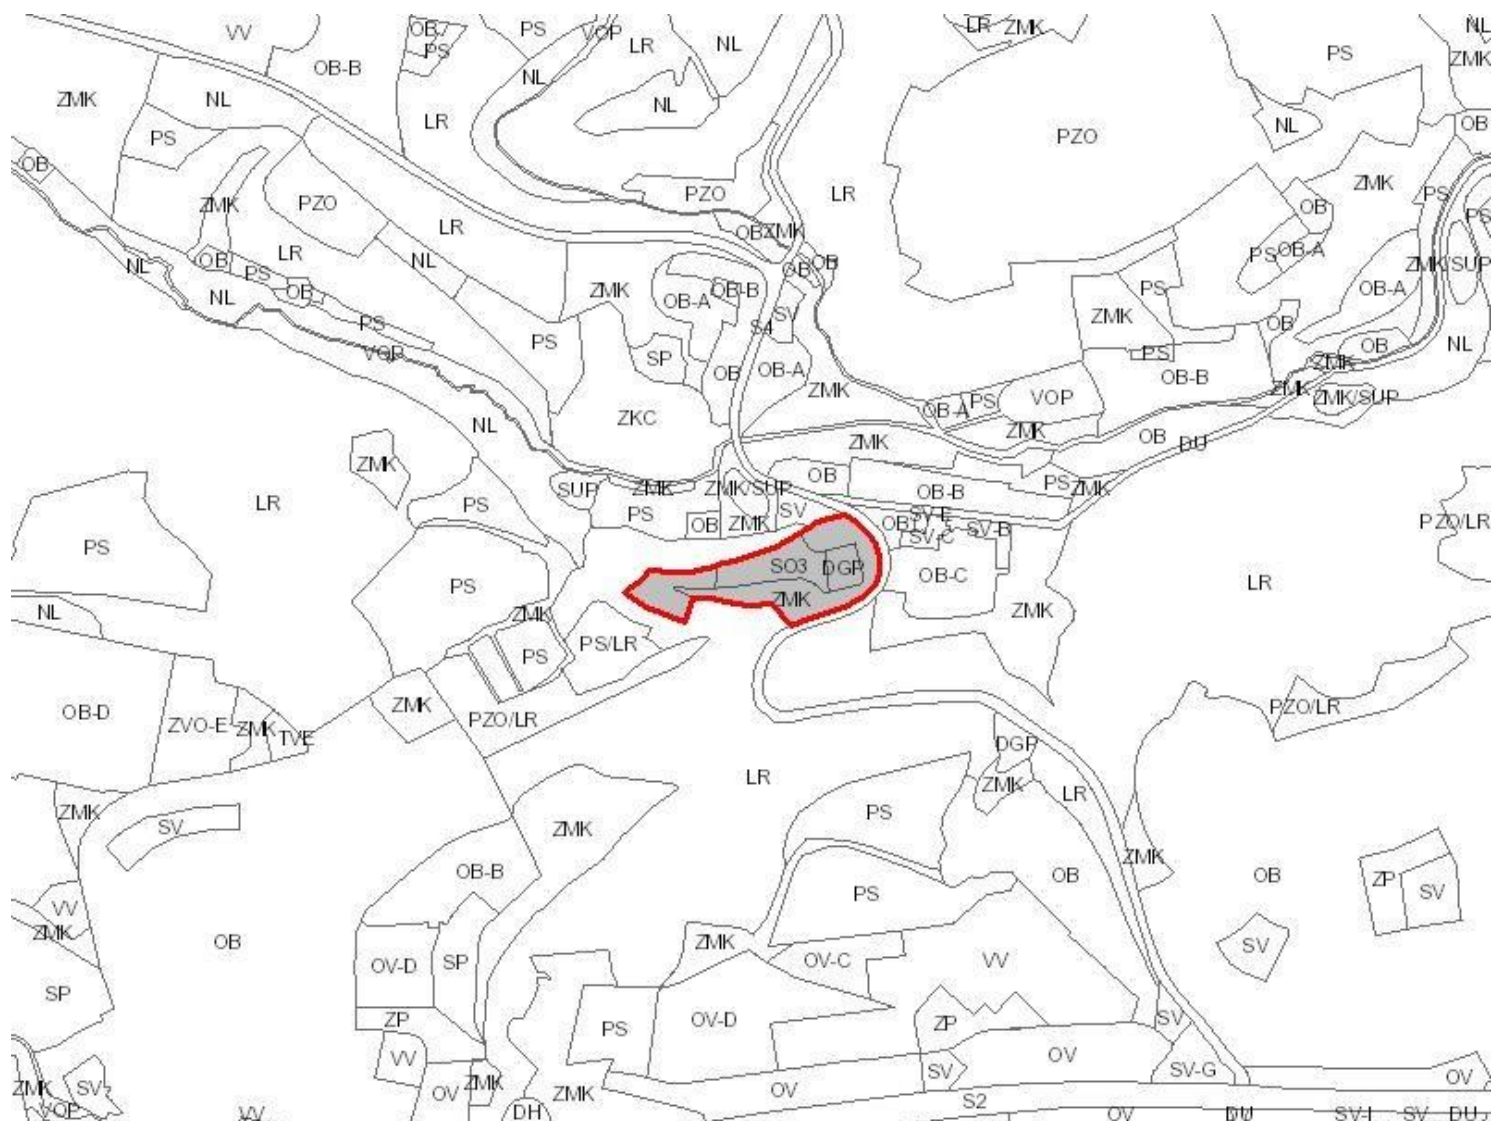 VV
OB
PS
PS
VOP
LR
NL
LR
ZMK
NL
OB-B
PS
ZMK
NL
NL
ZMK
NL
LR
NL
PZO
NL
OB
PS
OB
ZMK
PZO
LR
PZO
LR
ZMK
PS
OB
PS
OB
ZMK
LR
OB
PS
OB-A
ZMK/SUP
NL
PS
NL
OB
OB
NL
ZMK
OB-B
OB-A
SV
S4
PS
OB-A
ZMK
PS
VOP
PS
SP
OB
OB-A
ZMK
PS
OB-B
OB
OB
NL
ZMK
ZMK
ZMK/SUP
VOP
OB-A
PS
ZMK
NL
ZKC
ZMK
OB
DU
ZMK
LR
SUP
ZMK
ZMK/SUP
OB
OB-B
PS
ZMK
PS
PS
OB
ZMK
SV
OB1
SV-E
SV-C
SV-B
PZO/LR
PS
PS
SO3
DGP
OB-C
LR
NL
ZMK
ZMK
ZMK
PS
PS/LR
OB-D
ZVO-E
ZMK
TVE
ZMK
PZO/LR
PZO/LR
DGP
LR
ZMK
LR
ZMK
SV
ZMK
PS
ZMK
OB-B
PS
OB
OB
ZP
SV
VV
ZMK
OB
ZMK
SV
OV-D
SP
OV-C
VV
SP
ZP
PS
OV-D
ZP
SV
VV
OV
ZMK
SV
VOP
VV
OV
ZMK
ZMK
DH
OV
SV
SV-G
OV
S2
OV
DU
SV-I
SV
DU